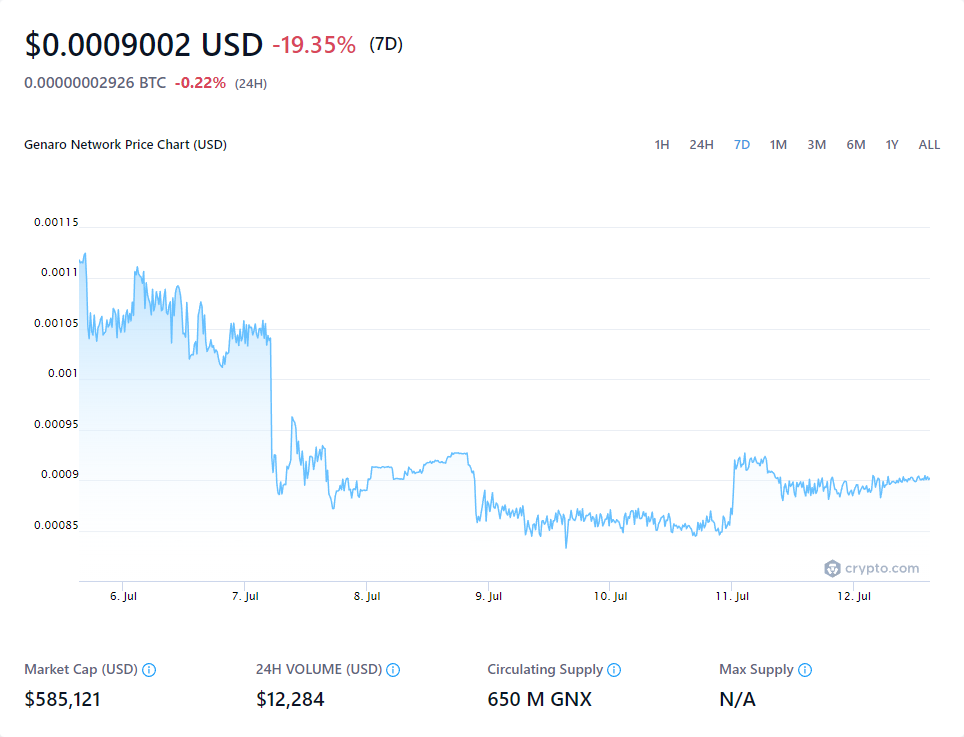 $0.0009002 USD -19.35% (7D)
0.00000002926 BTC -0.22% (24H)
Genaro Network Price Chart (USD) 1H 24H 7D 1M 3M 6M 1Y ALL
0.00115
0.0011
0.00105
0.001
0.00095
0.0009
0.00085
crypto.com
6. Jul 7. Jul 8. Jul 9. Jul 10. Jul 11. Jul 12. Jul
Market Cap (USD) 24H VOLUME (USD) Circulating Supply Max Supply
$585,121 $12,284 650 M GNX N/A